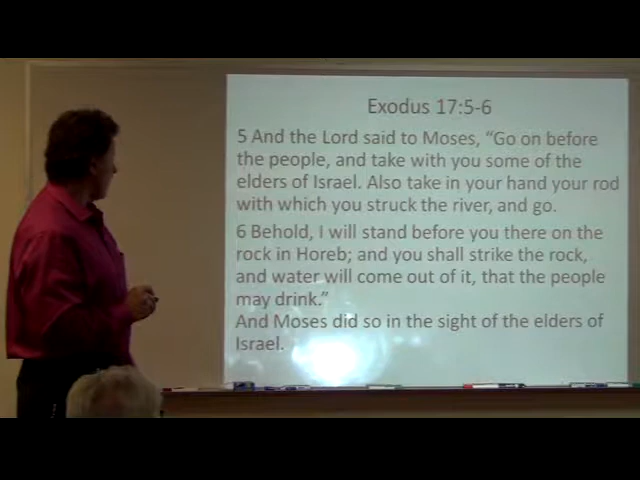 Exodus 17:5-6
5 And the Lord said to Moses, “Go on before
the people, and take with you some of the
elders of Israel. Also take in your hand your rod
with which you struck the river, and go.
6 Behold, I will stand before you there on the
rock in Horeb; and you shall strike the rock,
and water will come out of it, that the people
may drink.”
And Moses did so in the sight of the elders of
Israel.